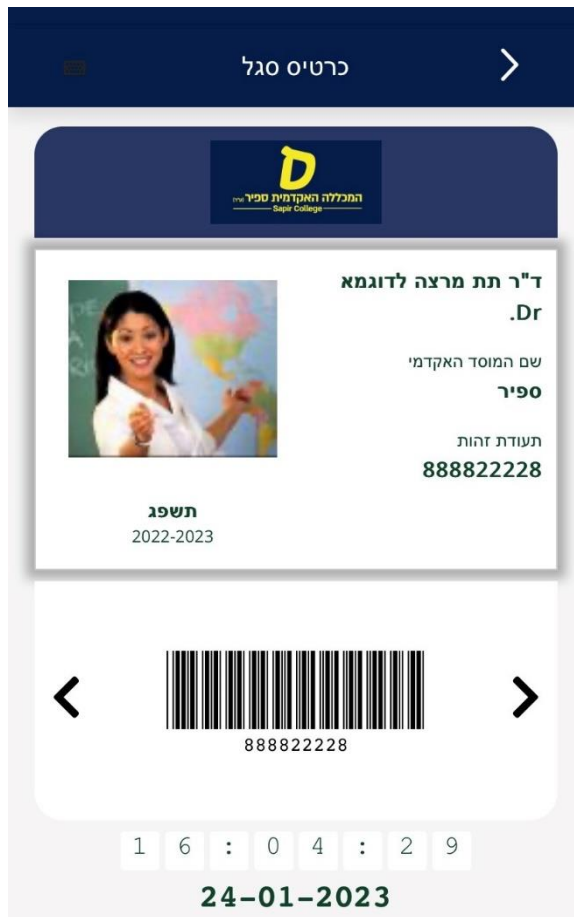 כרטיס סגל
ס
המכללה האקדמית ספיר
Sapir College
ד"ר תת מרצה לדוגמא
Dr.
שם המוסד האקדמי
ספיר
תעודת זהות
888822228
תשפג
2022-2023
888822228
16:04:29
24-01-2023